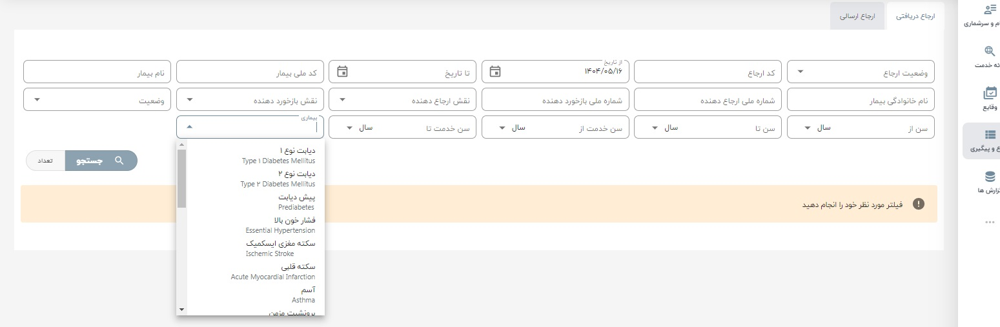 ارجاع دریافتی
ارجاع ارسالی
وضعیت ارجاع
کد ارجاع
از تاریخ
۱۴۰۴/۰۵/۱۶
تا تاریخ
کد ملی بیمار
نام بیمار
نام خانوادگی بیمار
شماره ملی ارجاع دهنده
شماره ملی بازخورد دهنده
نقش ارجاع دهنده
نقش بازخورد دهنده
وضعیت
سن از
سال
سن تا
سال
سن خدمت از
سال
سن خدمت تا
سال
بیماری
دیابت نوع ۱
Type ۱ Diabetes Mellitus
دیابت نوع ۲
Type ۲ Diabetes Mellitus
پیش دیابت
Prediabetes
فشار خون بالا
Essential Hypertension
سکته مغزی ایسکمیک
Ischemic Stroke
سکته قلبی
Acute Myocardial Infarction
آسم
Asthma
برونشیت مزمن
جستجو
تعداد
فیلتر مورد نظر خود را انجام دهید
ام و سرشماری
ئه خدمت
وقایع
ع و پیگیری
گزارش ها